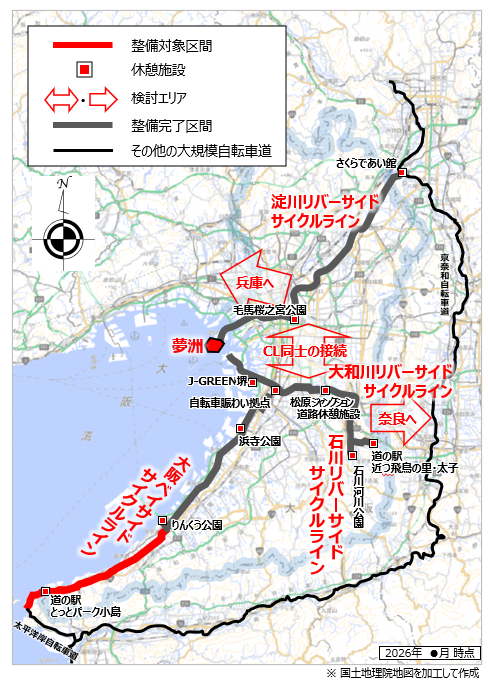 整備対象区間
休憩施設
検討エリア
整備完了区間
その他の大規模自転車道
N
さくらであい館
淀川リバーサイド
サイクルライン
京奈和自転車道
兵庫へ
毛馬桜之宮公園
夢洲
CL同士の接続
大和川リバーサイド
サイクルライン
J-GREEN堺
自転車賑わい拠点
松原ジャンクション
道路休憩施設
奈良へ
浜寺公園
道の駅
近つ飛鳥の里・太子
石川河川公園
石川リバーサイド
サイクルライン
大阪ベイサイド
サイクルライン
りんくう公園
大
阪
湾
大
阪
道の駅
とっとパーク小島
太平洋岸自転車道
2026年 ●月 時点
※ 国土地理院地図を加工して作成